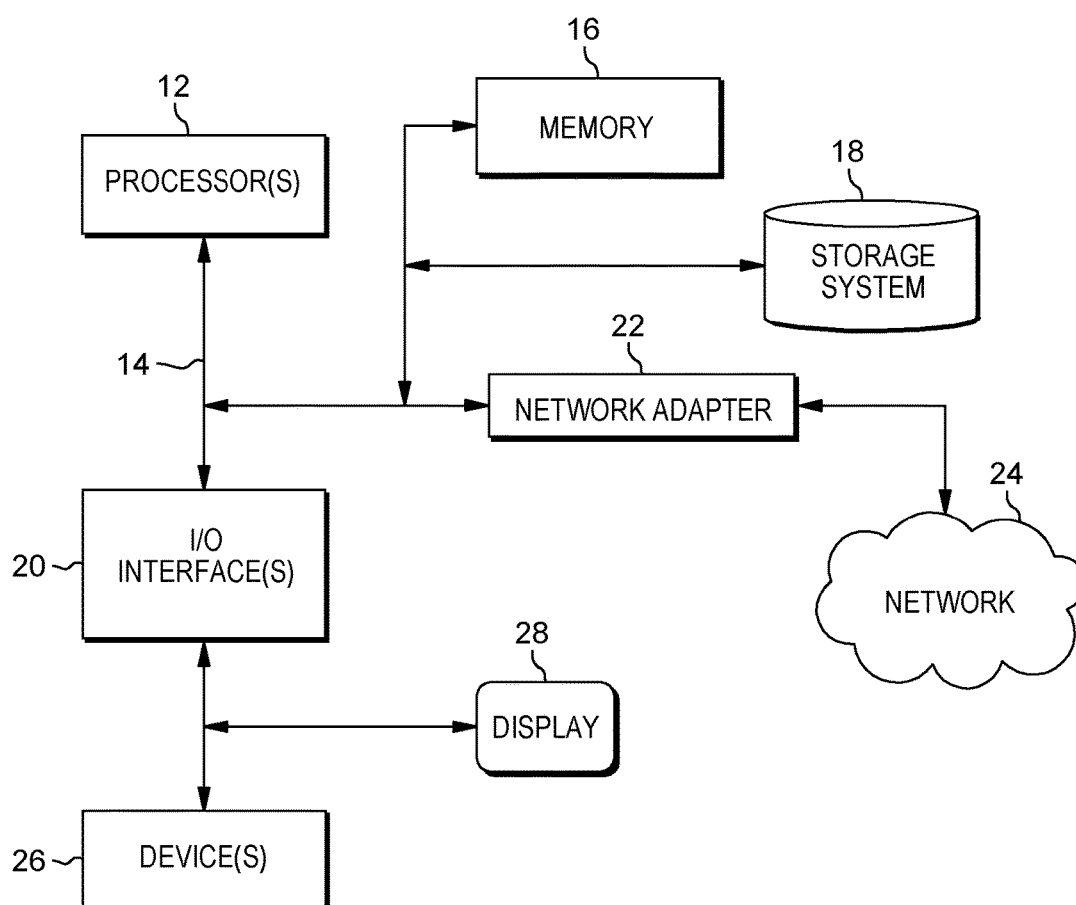 16
MEMORY
12
PROCESSOR(S)
18
STORAGE
SYSTEM
14
22
NETWORK ADAPTER
24
NETWORK
20
I/O
INTERFACE(S)
28
DISPLAY
26
DEVICE(S)